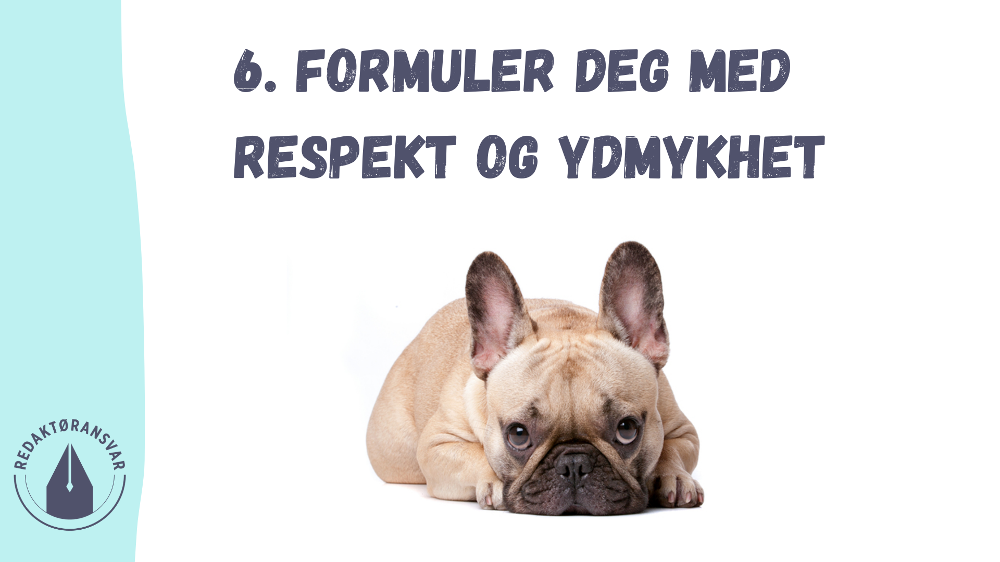 6. FORMULER DEG MED
RESPEKT OG YDMYKHET
REDAKTØRANSVAR